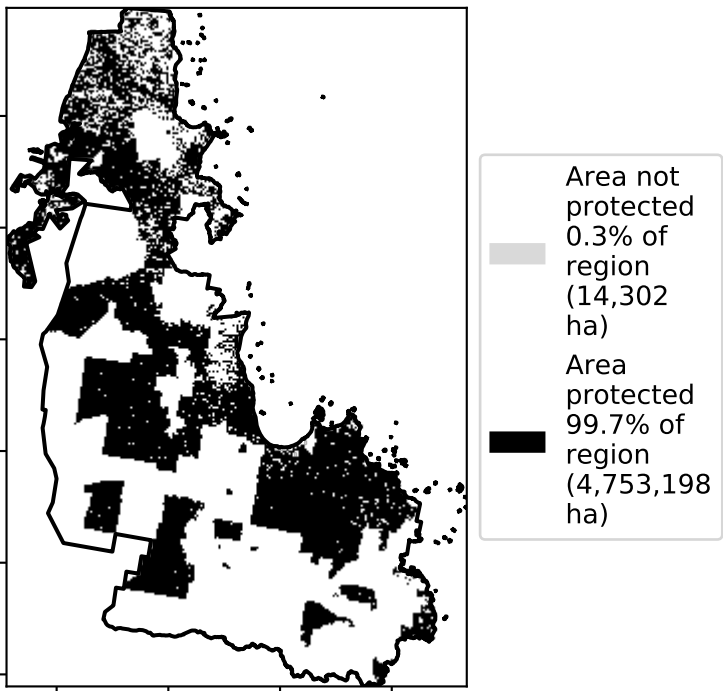 Area not
protected
0.3% of
region
(14,302
ha)
Area
protected
99.7% of
region
(4,753,198
ha)